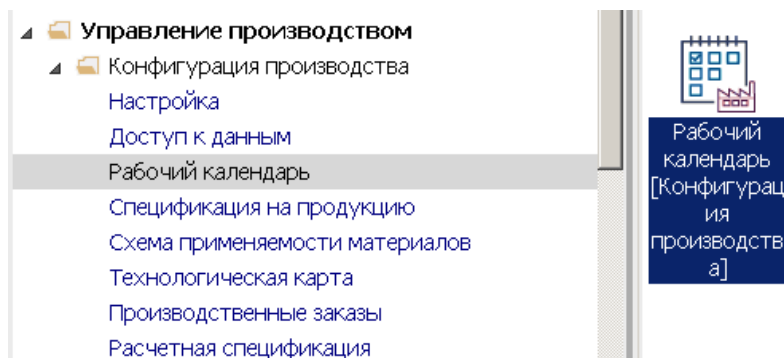 Управление производством
Конфигурация производства
Настройка
Доступ к данным
Рабочий календарь
Спецификация на продукцию
Схема применяемости материалов
Технологическая карта
Производственные заказы
Расчетная спецификация
Рабочий
календарь
[Конфигурац
ия
производств
а]